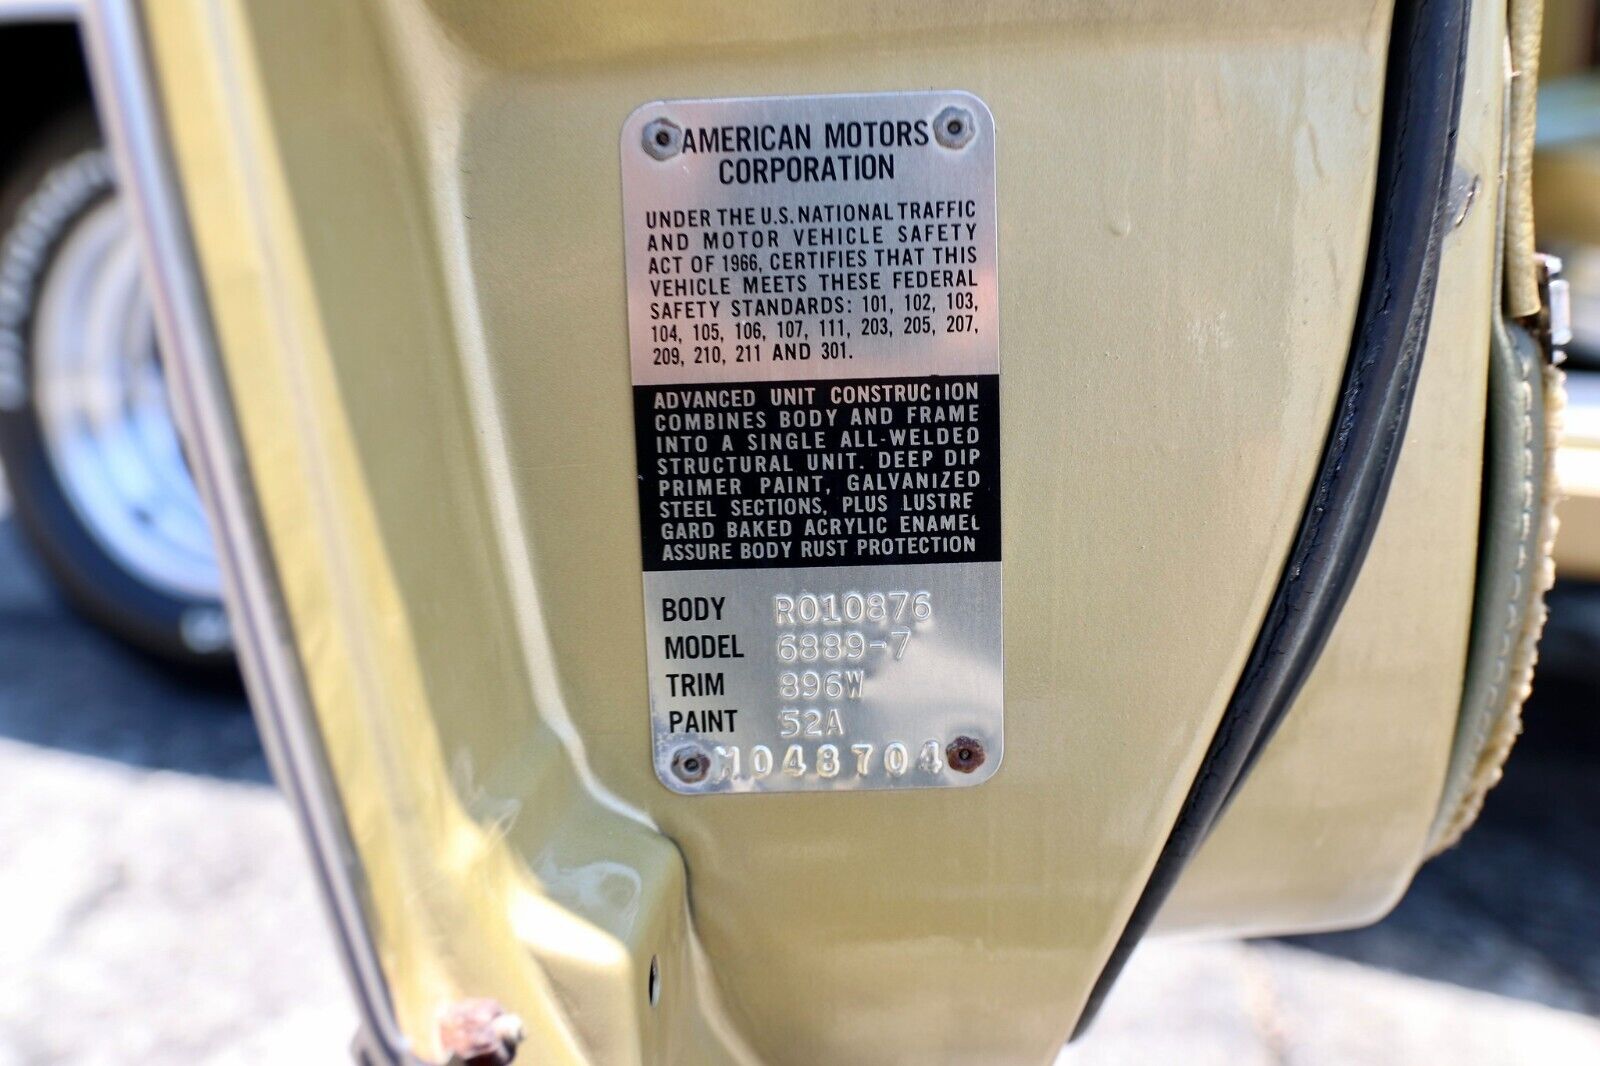 AMERICAN MOTORS
CORPORATION
UNDER THE U.S. NATIONAL TRAFFIC
AND MOTOR VEHICLE SAFETY
ACT OF 1966, CERTIFIES THAT THIS
VEHICLE MEETS THESE FEDERAL
SAFETY STANDARDS: 101, 102, 103,
104, 105, 106, 107, 111, 203, 205, 207,
209, 210, 211 AND 301.
ADVANCED UNIT CONSTRUCTION
COMBINES BODY AND FRAME
INTO A SINGLE ALL-WELDED
STRUCTURAL UNIT. DEEP DIP
PRIMER PAINT, GALVANIZED
STEEL SECTIONS, PLUS LUSTRE
GARD BAKED ACRYLIC ENAMEL
ASSURE BODY RUST PROTECTION
BODY R010876
MODEL 6889-7
TRIM 896W
PAINT 52A
M048704